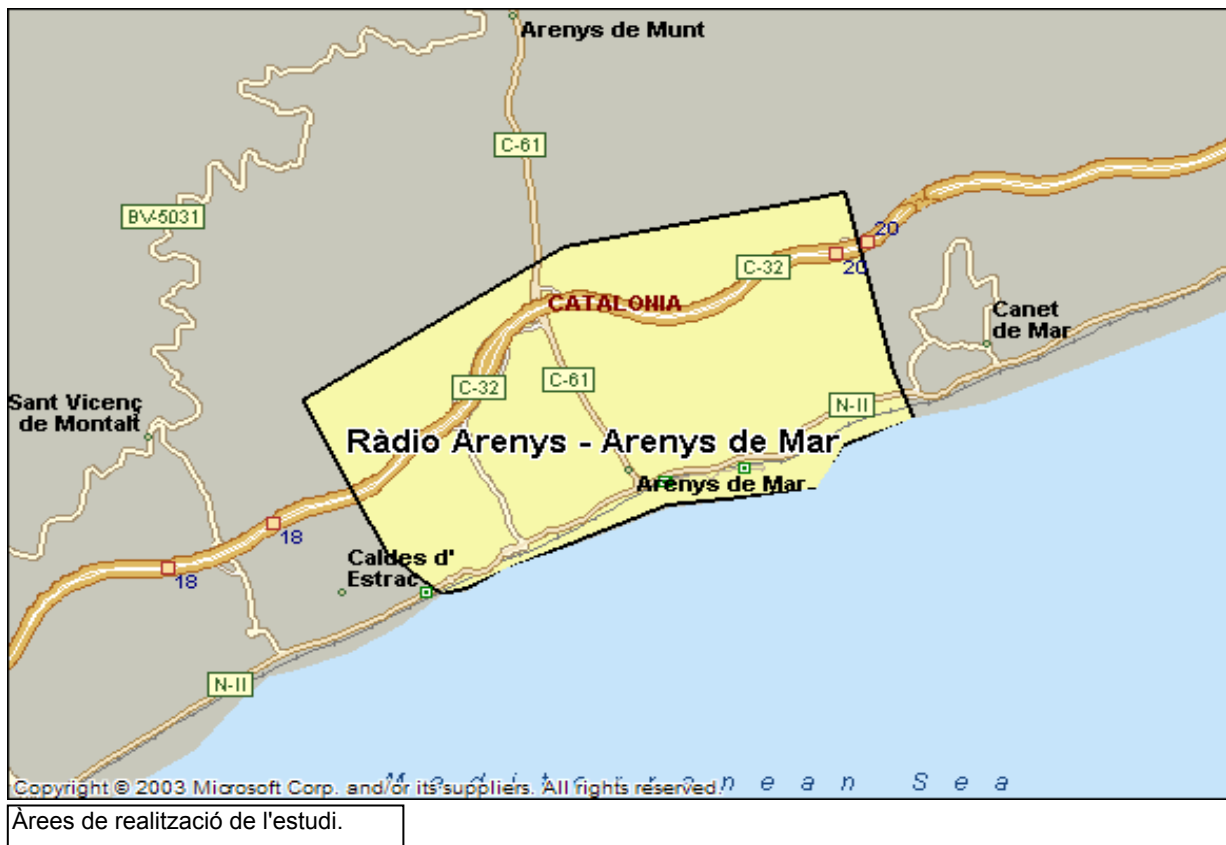 Arenys de Munt
C-61
BV-5031
20
C-32
20
CATALONIA
Canet
de Mar
C-32
C-61
Sant Vicenç
de Montalt
N-II
Ràdio Arenys - Arenys de Mar
Arenys de Mar
18
Caldes d'
Estrac
18
N-II
Mediterranean Sea
Copyright © 2003 Microsoft Corp. and/or its suppliers. All rights reserved.
Àrees de realització de l'estudi.